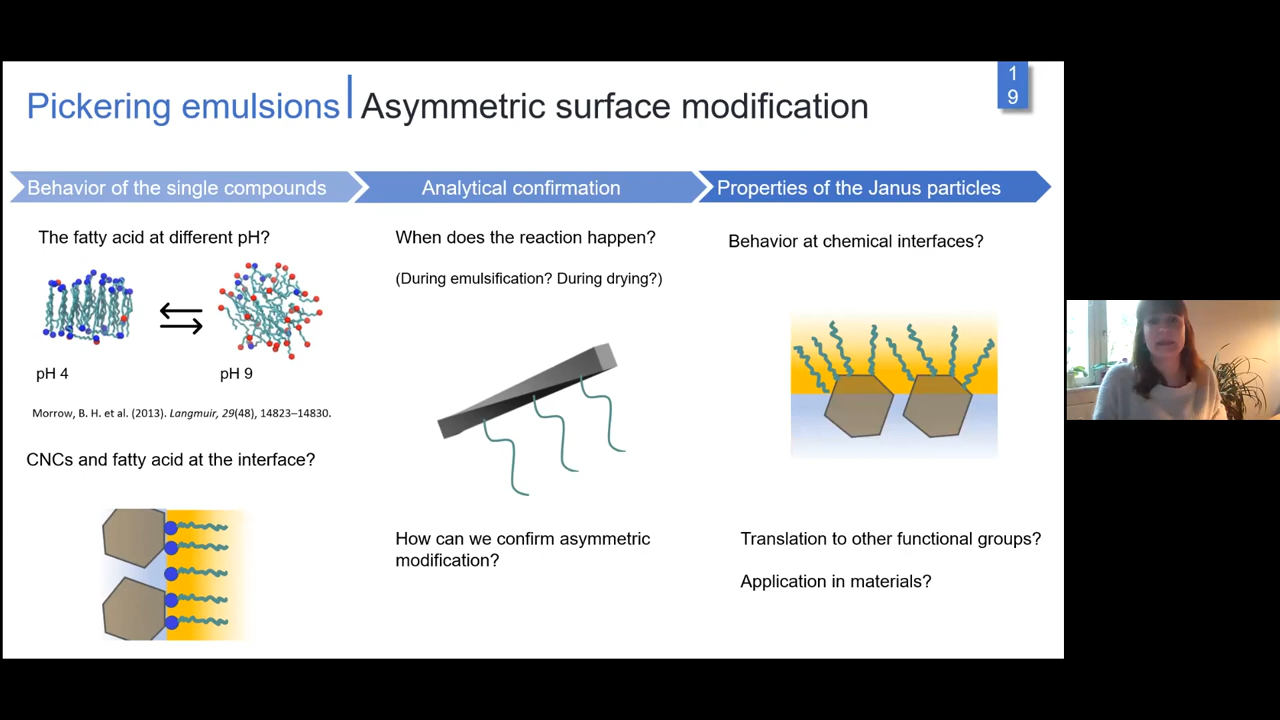 Pickering emulsions Asymmetric surface modification
1
9
Behavior of the single compounds
Analytical confirmation
Properties of the Janus particles
The fatty acid at different pH?
pH 4
pH 9
Morrow, B. H. et al. (2013). Langmuir, 29(48), 14823–14830.
CNCs and fatty acid at the interface?
When does the reaction happen?
(During emulsification? During drying?)
How can we confirm asymmetric
modification?
Behavior at chemical interfaces?
Translation to other functional groups?
Application in materials?